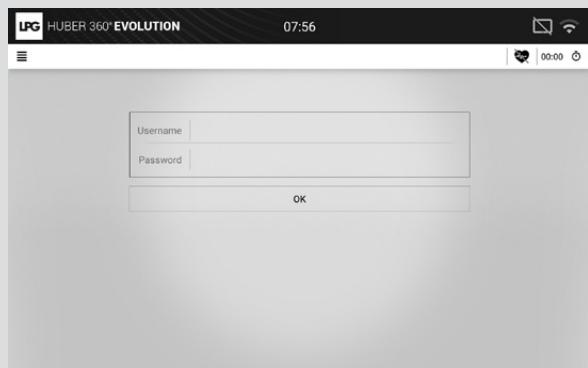 LPG HUBER 360° EVOLUTION 07:56
00:00
Username
Password
OK